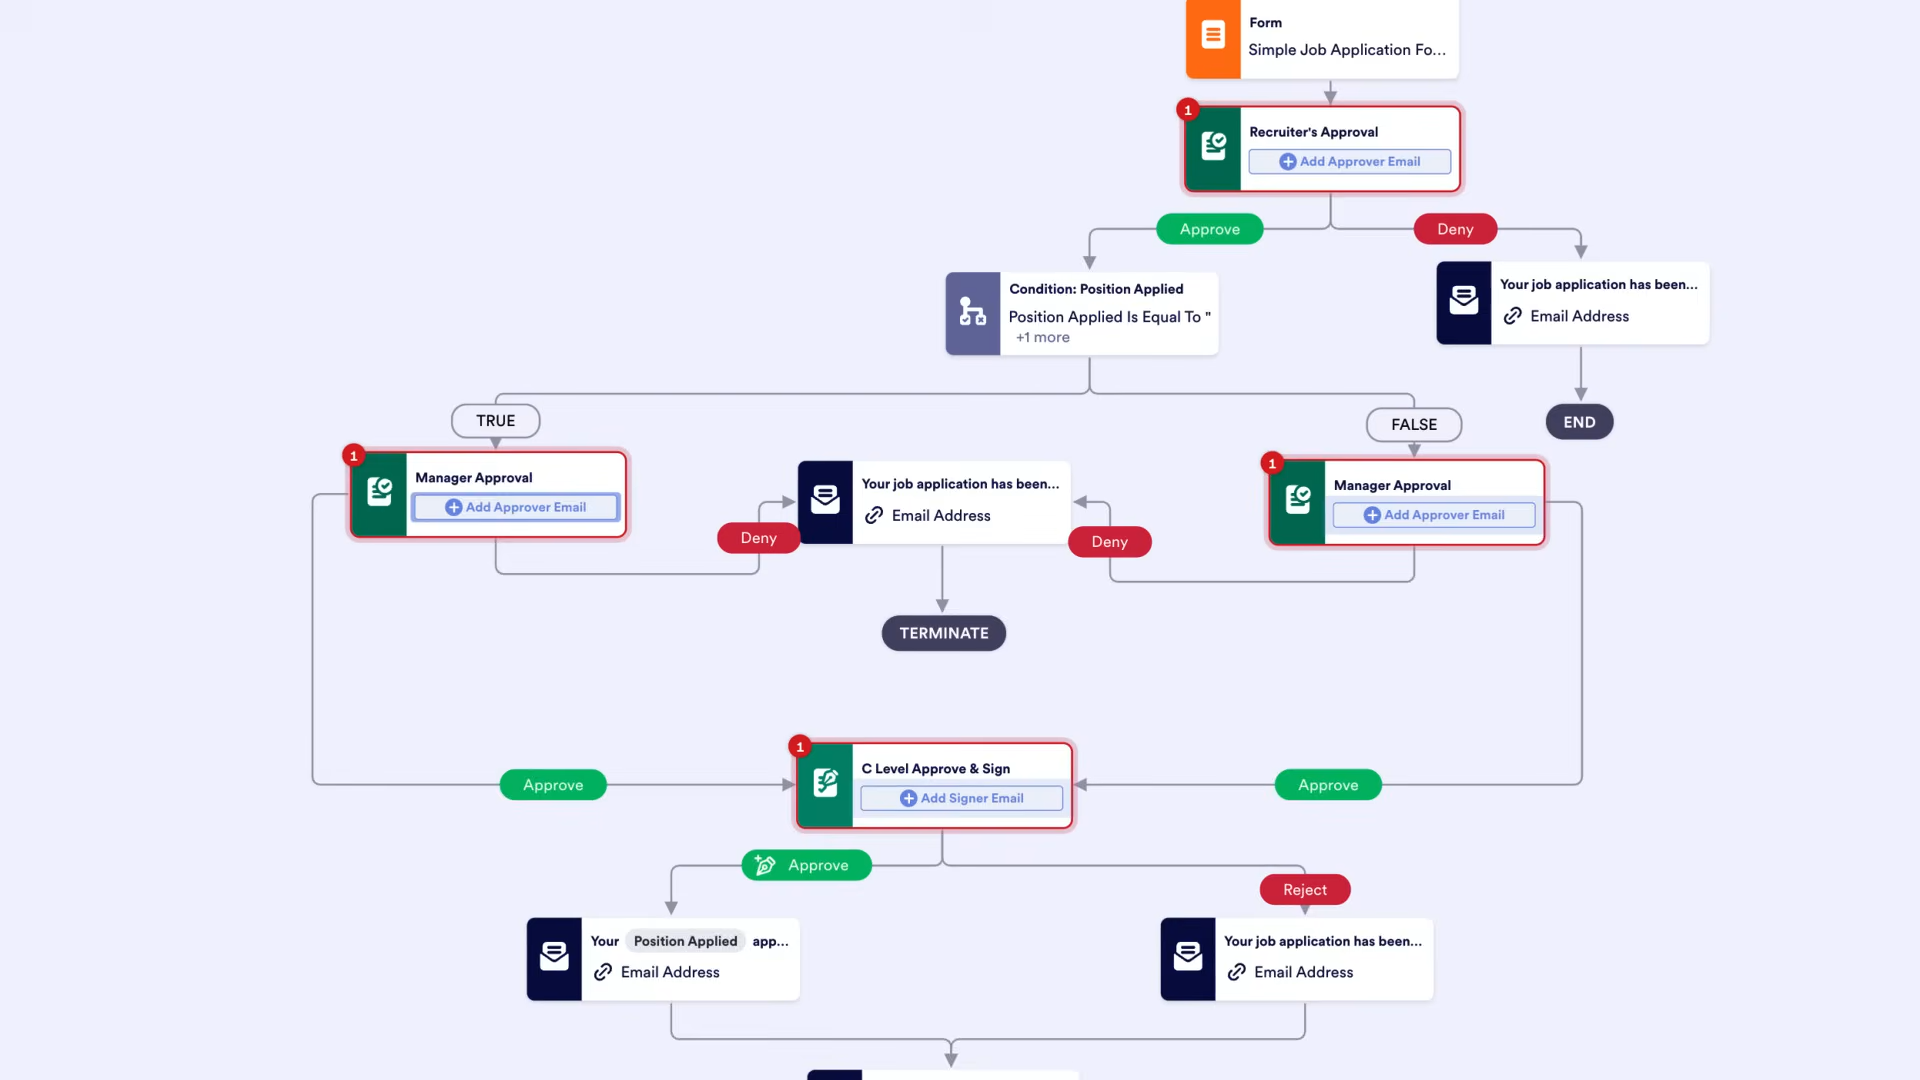 Form
Simple Job Application Fo...
1
Recruiter's Approval
Add Approver Email
Approve
Deny
Condition: Position Applied
Position Applied Is Equal To "
+1 more
Your job application has been...
Email Address
TRUE
FALSE
END
1
Manager Approval
Add Approver Email
Your job application has been...
Email Address
1
Manager Approval
Add Approver Email
Deny
Deny
TERMINATE
1
C Level Approve & Sign
Add Signer Email
Approve
Approve
Approve
Reject
Your Position Applied app...
Email Address
Your job application has been...
Email Address